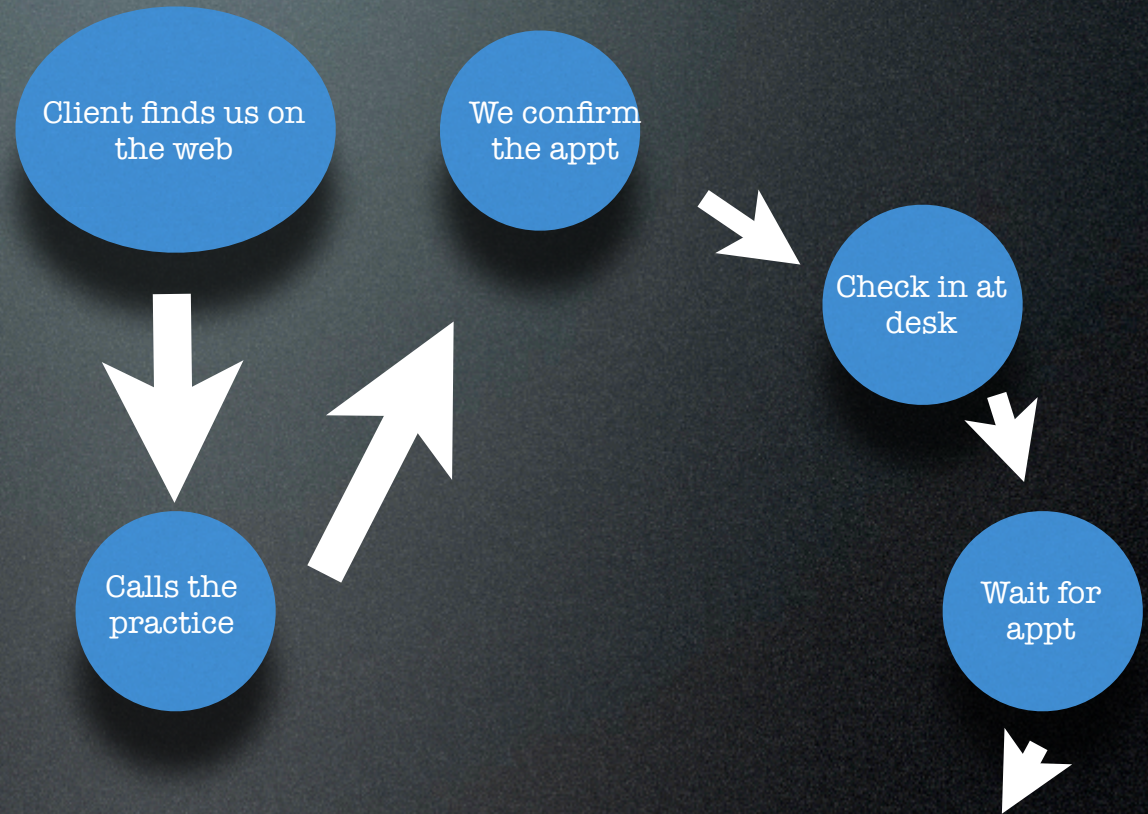 Client finds us on
the web
Calls the
practice
We confirm
the appt
Check in at
desk
Wait for
appt